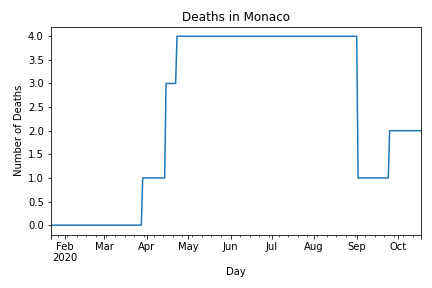 Deaths in Monaco
Number of Deaths
4.0
3.5
3.0
2.5
2.0
1.5
1.0
0.5
0.0
Feb Mar Apr May Jun Jul Aug Sep Oct
2020
Day